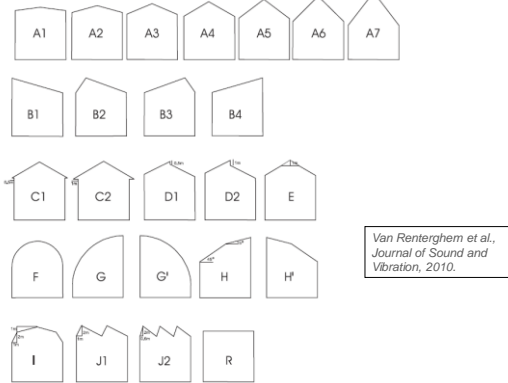 A1 A2 A3 A4 A5 A6 A7
B1 B2 B3 B4
C1 C2 D1 D2 E
Van Renterghem et al.,
Journal of Sound and
Vibration, 2010.
F G G# H H#
I J1 J2 R